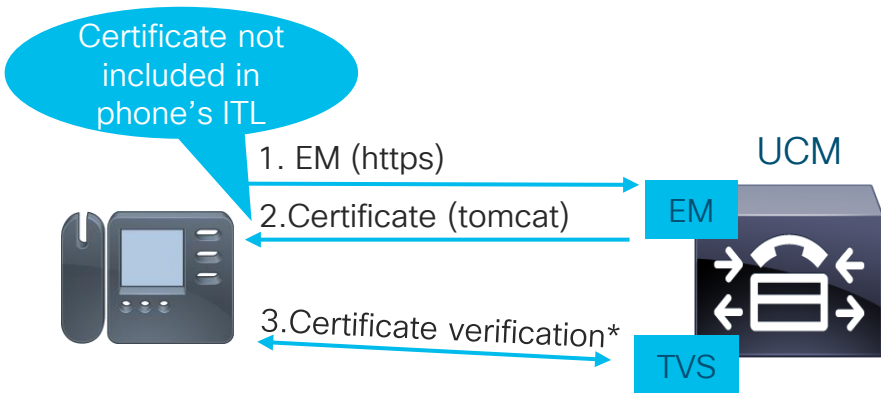 Certificate not
included in
phone's ITL
1. EM (https)
UCM
2.Certificate (tomcat)
EM
3.Certificate verification*
TVS